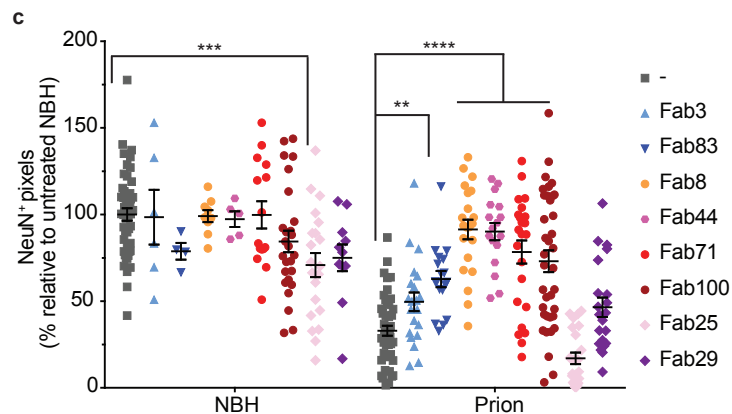 c
NeuN⁺ pixels
(% relative to untreated NBH)
200
150
100
50
0
***
****
**
NBH
Prion
-
Fab3
Fab83
Fab8
Fab44
Fab71
Fab100
Fab25
Fab29